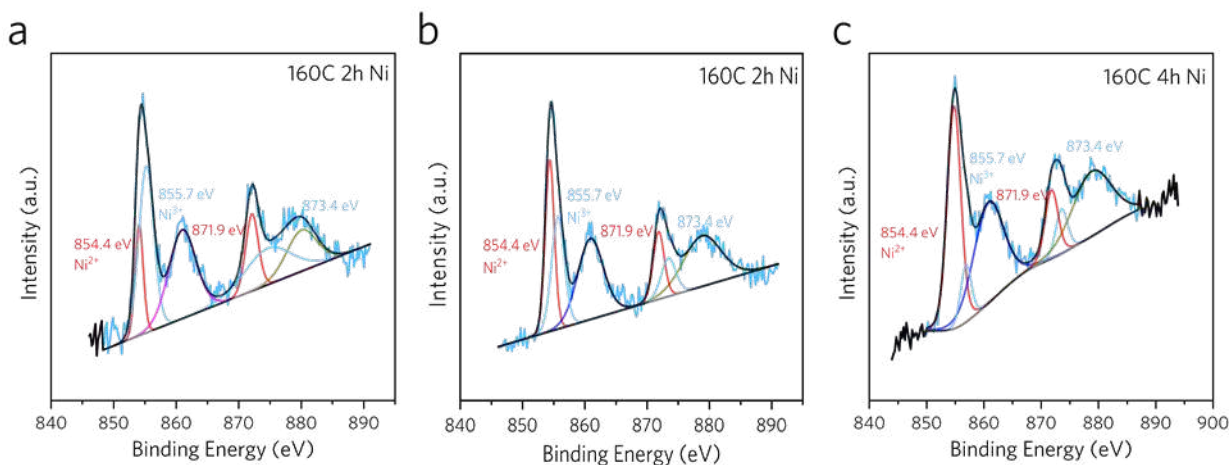 a
160C 2h Ni
855.7 eV
Ni³⁺
871.9 eV
873.4 eV
854.4 eV
Ni²⁺
Intensity (a.u.)
840 850 860 870 880 890
Binding Energy (eV)
b
160C 2h Ni
855.7 eV
Ni³⁺
871.9 eV
873.4 eV
854.4 eV
Ni²⁺
Intensity (a.u.)
840 850 860 870 880 890
Binding Energy (eV)
c
160C 4h Ni
873.4 eV
855.7 eV
Ni³⁺
871.9 eV
854.4 eV
Ni²⁺
Intensity (a.u.)
840 850 860 870 880 890 900
Binding Energy (eV)